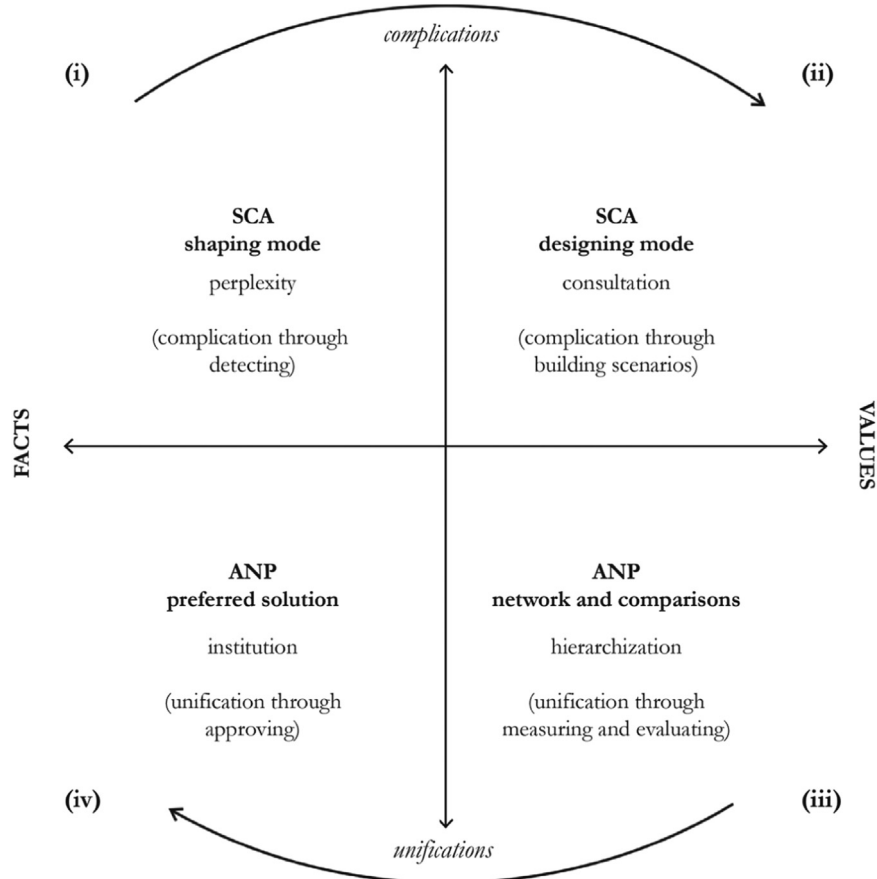 complications
(i)
(ii)
SCA
shaping mode
perplexity
(complication through
detecting)
SCA
designing mode
consultation
(complication through
building scenarios)
FACTS
VALUES
ANP
preferred solution
institution
(unification through
approving)
ANP
network and comparisons
hierarchization
(unification through
measuring and evaluating)
(iv)
(iii)
unifications